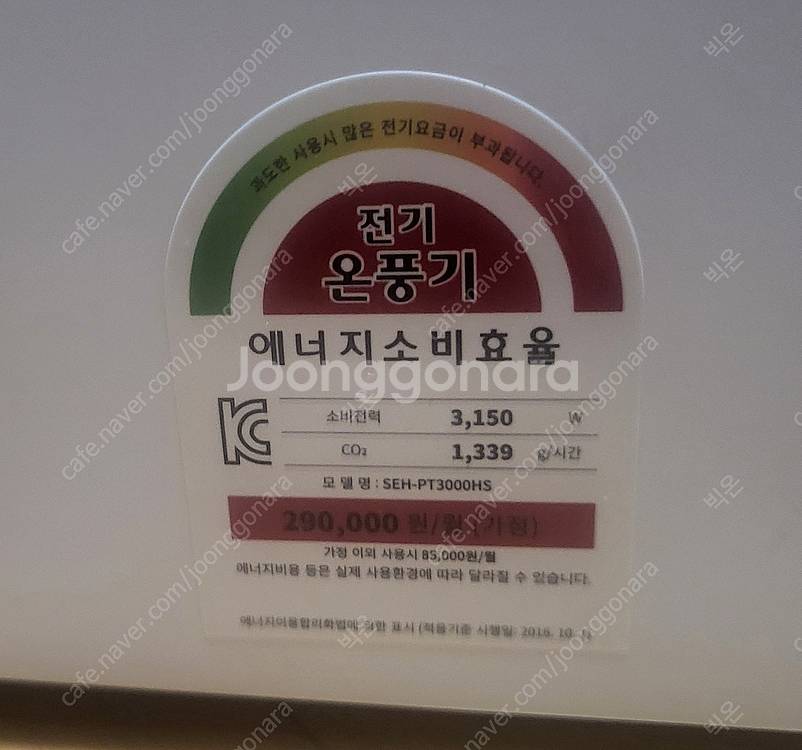 과도한 사용시 많은 전기요금이 부과됩니다.
전기
온풍기
에너지소비효율
Joonggonara
소비전력 3,150 W
CO₂ 1,339 g/시간
모델명 : SEH-PT3000HS
290,000 원/월 (가정)
가정 이외 사용시 85,000원/월
에너지비용 등은 실제 사용환경에 따라 달라질 수 있습니다.
에너지이용합리화법에 의한 표시 (적용기준 시행일: 2016. 10. 1)
cafe.naver.com/joonggonara
빅온